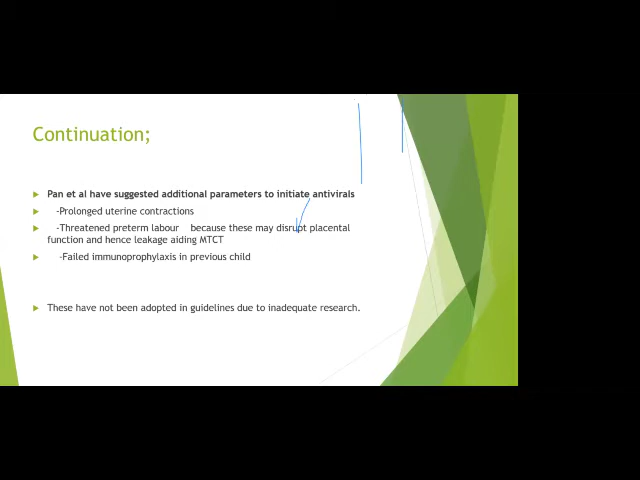 Continuation;
Pan et al have suggested additional parameters to initiate antivirals
-Prolonged uterine contractions
-Threatened preterm labour because these may disrupt placental
function and hence leakage aiding MTCT
-Failed immunoprophylaxis in previous child
These have not been adopted in guidelines due to inadequate research.